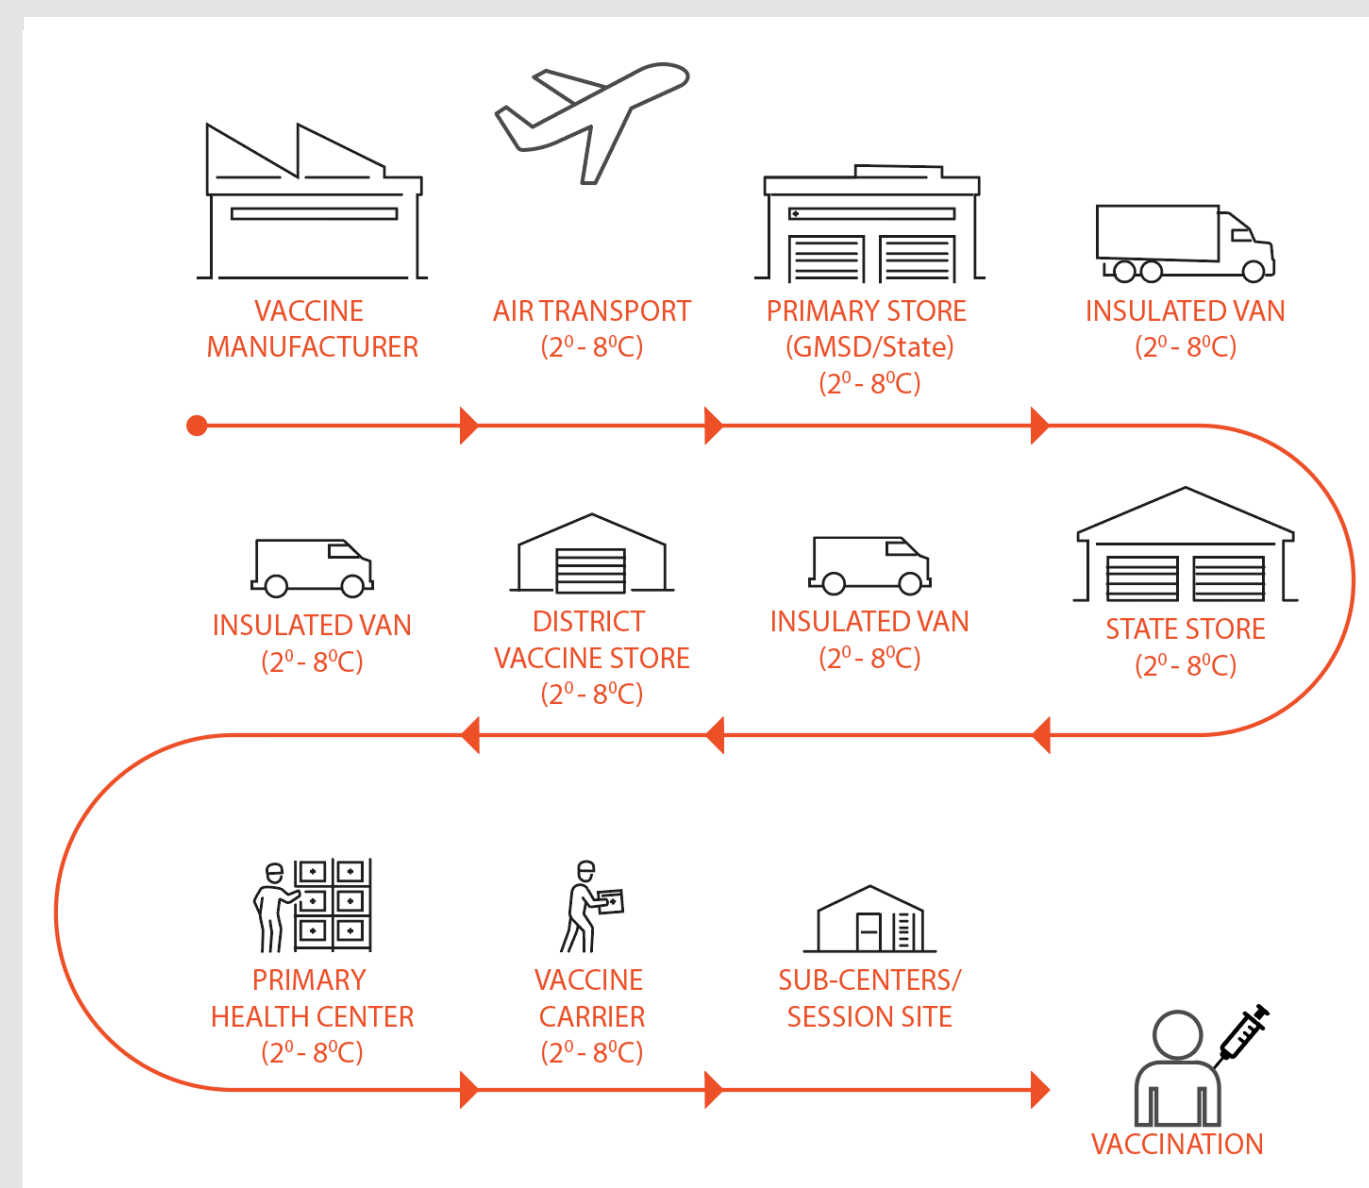 VACCINE
MANUFACTURER
AIR TRANSPORT
(2⁰ - 8⁰C)
PRIMARY STORE
(GMSD/State)
(2⁰ - 8⁰C)
INSULATED VAN
(2⁰ - 8⁰C)
STATE STORE
(2⁰ - 8⁰C)
INSULATED VAN
(2⁰ - 8⁰C)
DISTRICT
VACCINE STORE
(2⁰ - 8⁰C)
INSULATED VAN
(2⁰ - 8⁰C)
PRIMARY
HEALTH CENTER
(2⁰ - 8⁰C)
VACCINE
CARRIER
(2⁰ - 8⁰C)
SUB-CENTERS/
SESSION SITE
VACCINATION